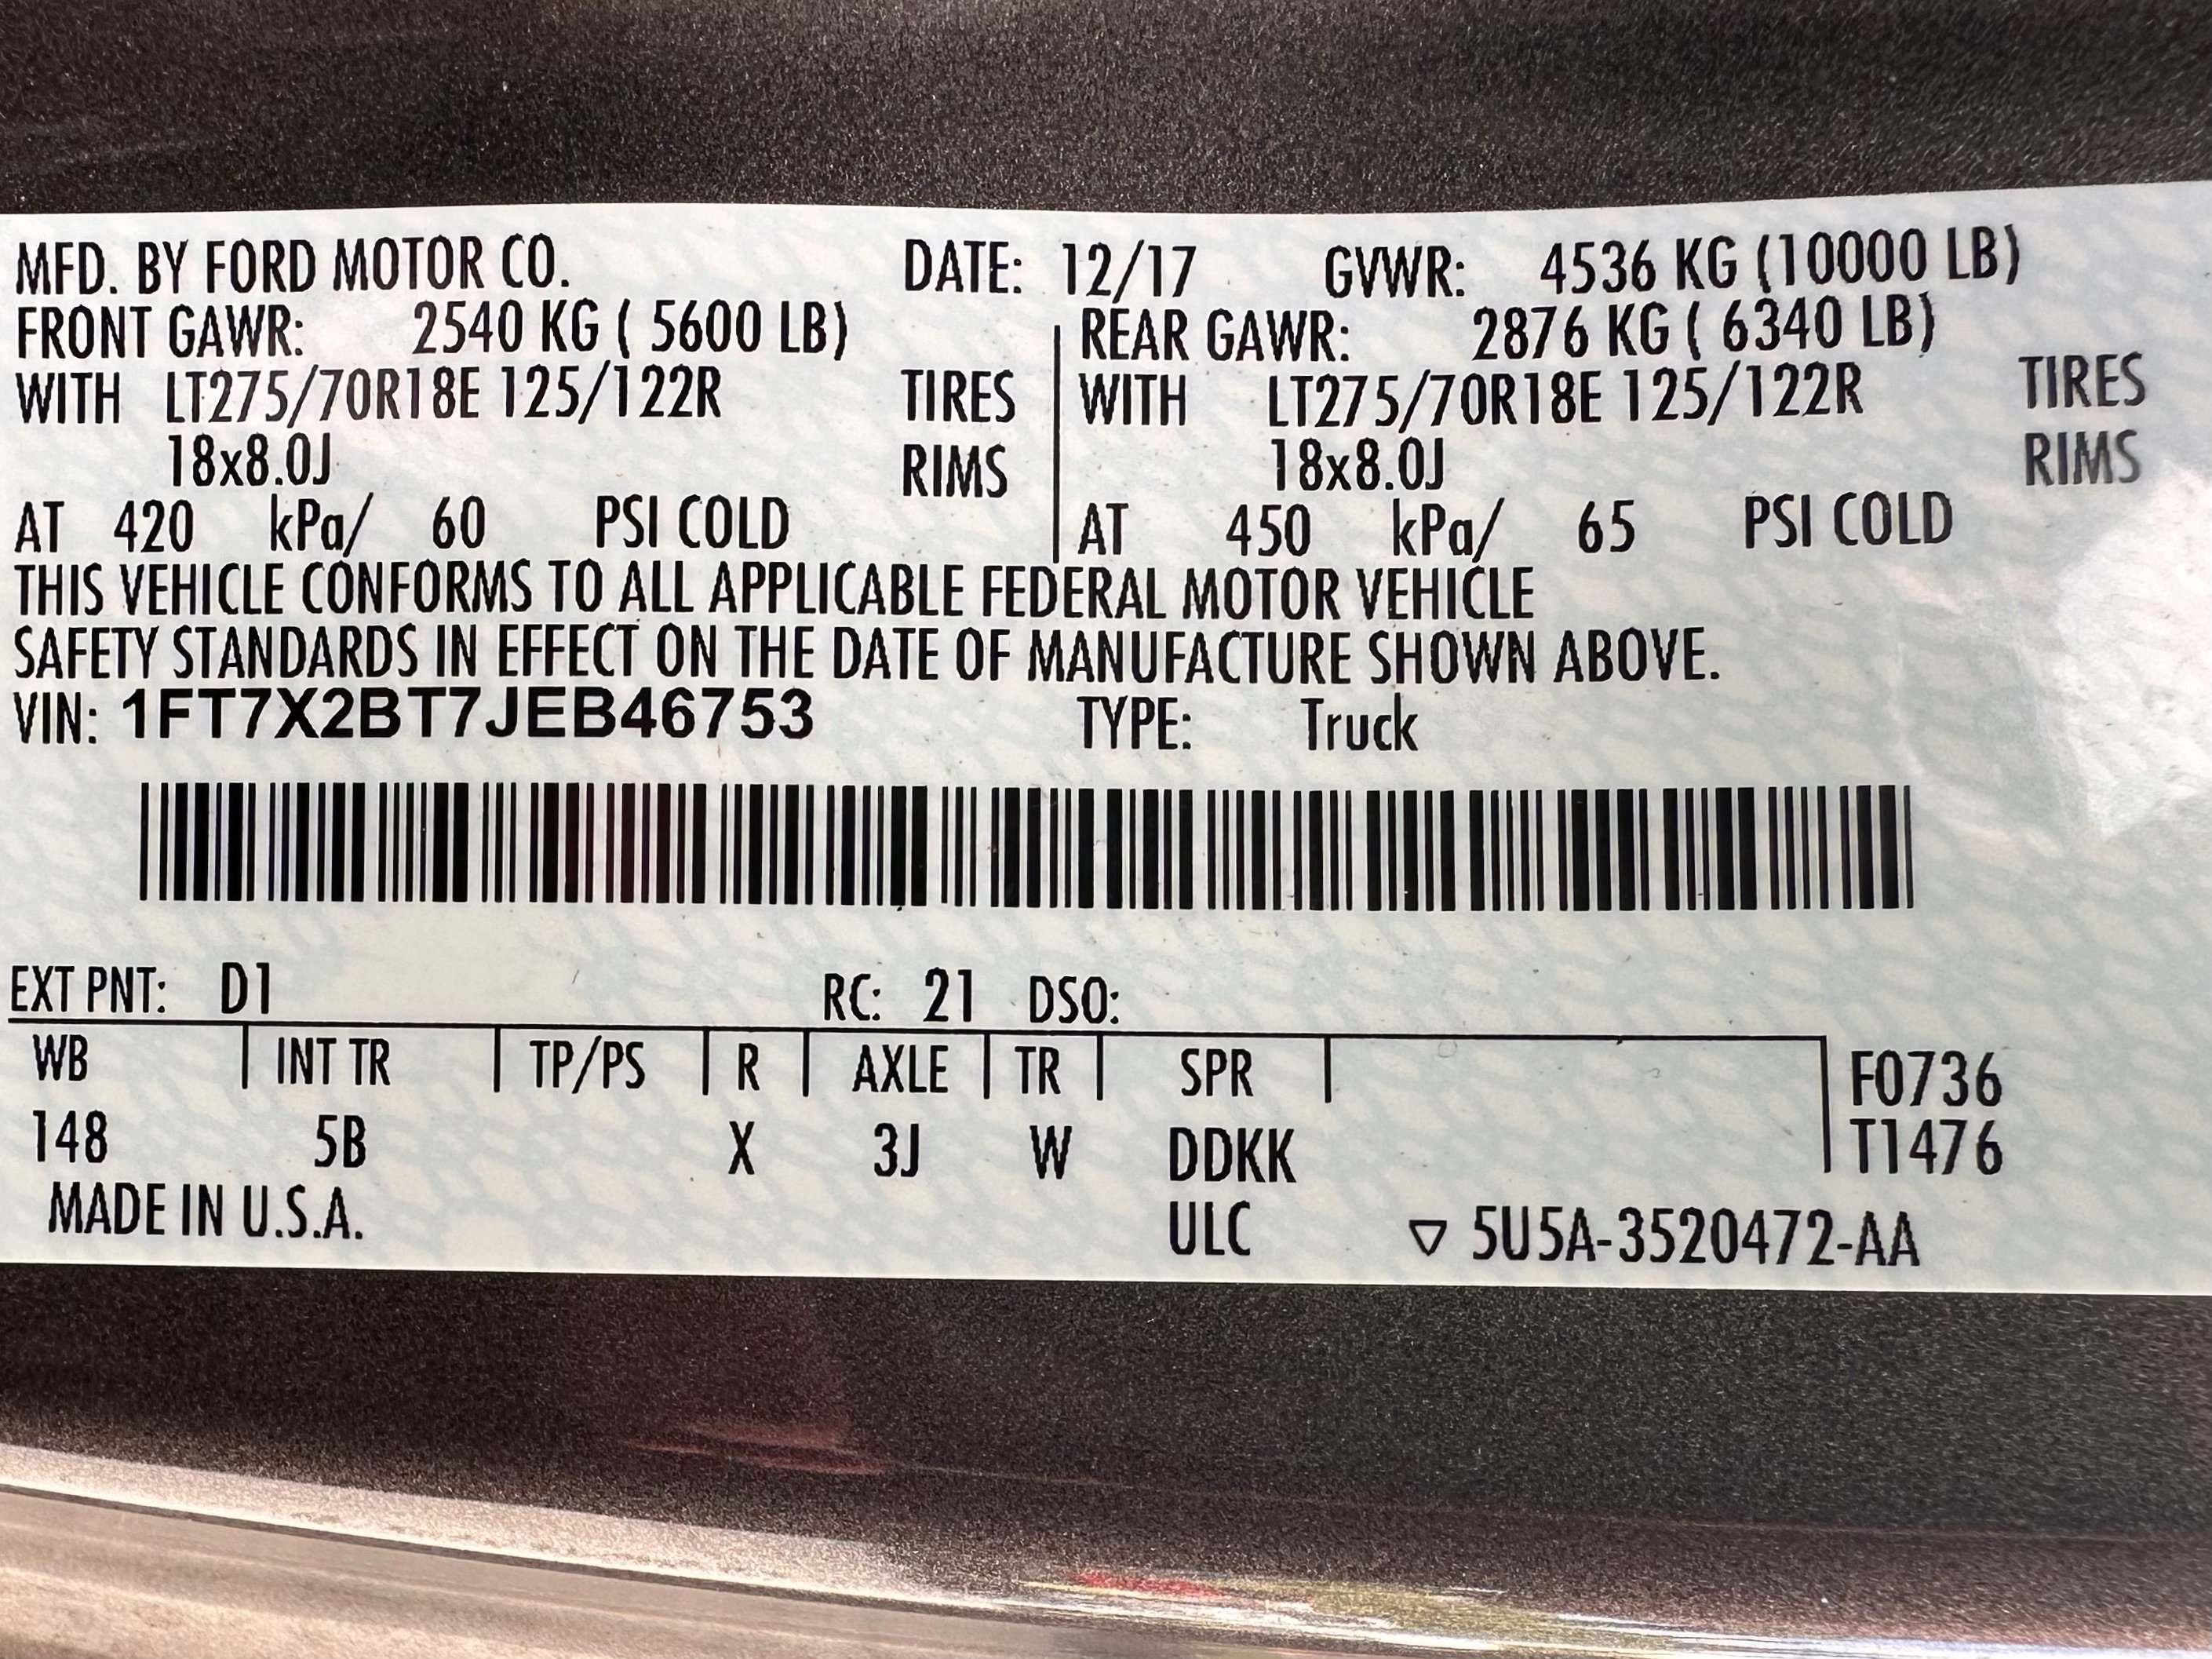 MFD. BY FORD MOTOR CO. DATE: 12/17 GVWR: 4536 KG (10000 LB)
FRONT GAWR: 2540 KG ( 5600 LB) REAR GAWR: 2876 KG ( 6340 LB)
WITH LT275/70R18E 125/122R TIRES WITH LT275/70R18E 125/122R TIRES
18x8.0J RIMS 18x8.0J RIMS
AT 420 kPa/ 60 PSI COLD AT 450 kPa/ 65 PSI COLD
THIS VEHICLE CONFORMS TO ALL APPLICABLE FEDERAL MOTOR VEHICLE
SAFETY STANDARDS IN EFFECT ON THE DATE OF MANUFACTURE SHOWN ABOVE.
VIN: 1FT7X2BT7JEB46753 TYPE: Truck
EXT PNT: D1 RC: 21 DSO:
WB INT TR TP/PS R AXLE TR SPR F0736
148 5B X 3J W DDKK T1476
MADE IN U.S.A. ULC ▽ 5U5A-3520472-AA